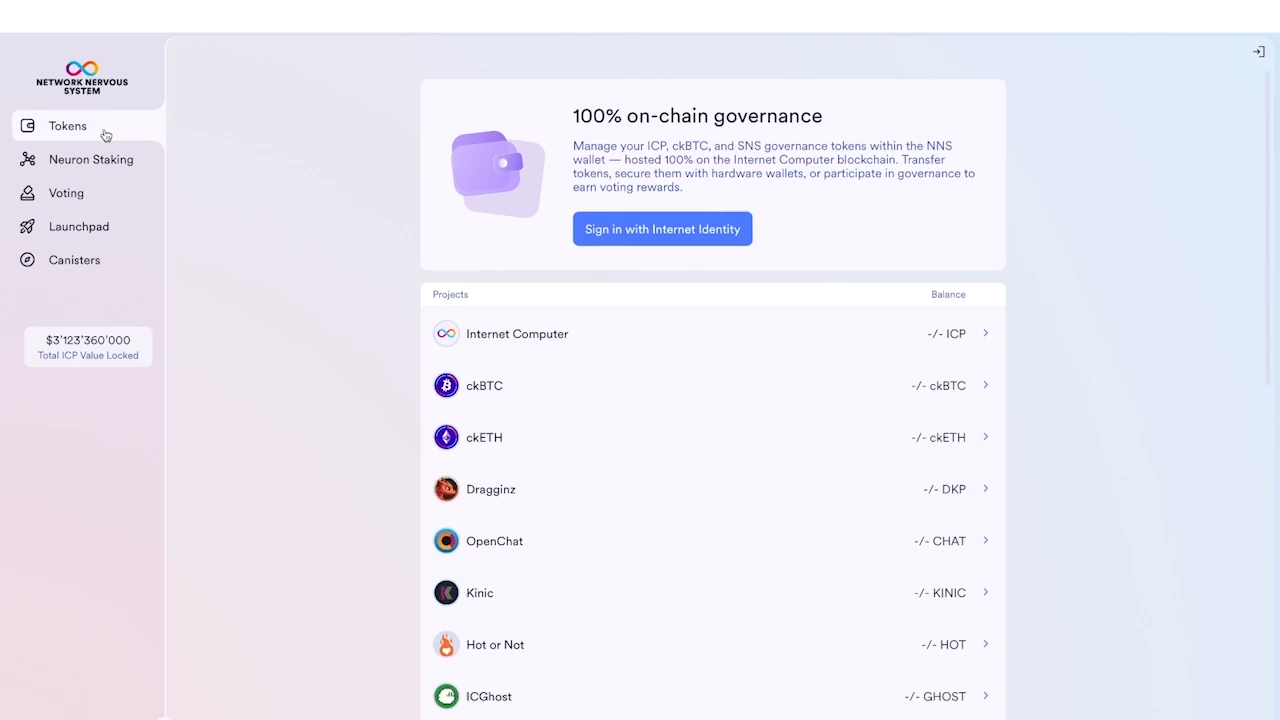 NETWORK NERVOUS
SYSTEM
Tokens
Neuron Staking
Voting
Launchpad
Canisters
$3'123'360'000
Total ICP Value Locked
100% on-chain governance
Manage your ICP, ckBTC, and SNS governance tokens within the NNS
wallet — hosted 100% on the Internet Computer blockchain. Transfer
tokens, secure them with hardware wallets, or participate in governance to
earn voting rewards.
Sign in with Internet Identity
Projects Balance
Internet Computer -/- ICP
ckBTC -/- ckBTC
ckETH -/- ckETH
Dragginz -/- DKP
OpenChat -/- CHAT
Kinic -/- KINIC
Hot or Not -/- HOT
ICGhost -/- GHOST